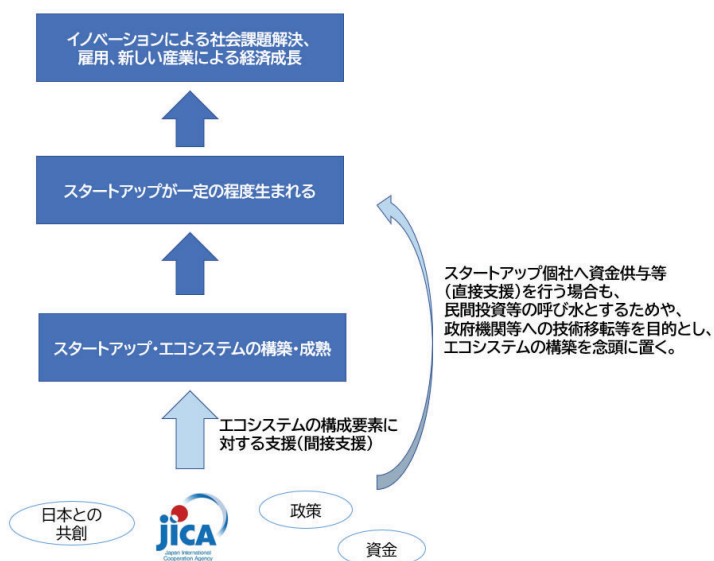 イノベーションによる社会課題解決、
雇用、新しい産業による経済成長
スタートアップが一定の程度生まれる
スタートアップ個社へ資金供与等
(直接支援)を行う場合も、
民間投資等の呼び水とするためや、
政府機関等への技術移転等を目的とし、
エコシステムの構築を念頭に置く。
スタートアップ・エコシステムの構築・成熟
エコシステムの構成要素に
対する支援(間接支援)
日本との
共創
jICA
Japan International
Cooperation Agency
政策
資金